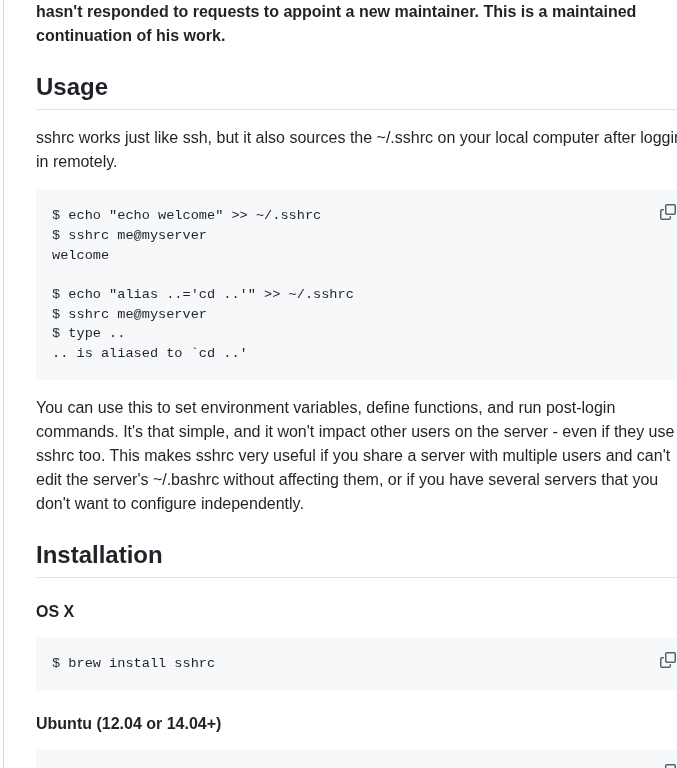 hasn't responded to requests to appoint a new maintainer. This is a maintained
continuation of his work.
Usage
sshrc works just like ssh, but it also sources the ~/.sshrc on your local computer after loggin
in remotely.
$ echo "echo welcome" >> ~/.sshrc
$ sshrc me@myserver
welcome
$ echo "alias ..='cd ..'" >> ~/.sshrc
$ sshrc me@myserver
$ type ..
.. is aliased to `cd ..'
You can use this to set environment variables, define functions, and run post-login
commands. It's that simple, and it won't impact other users on the server - even if they use
sshrc too. This makes sshrc very useful if you share a server with multiple users and can't
edit the server's ~/.bashrc without affecting them, or if you have several servers that you
don't want to configure independently.
Installation
OS X
$ brew install sshrc
Ubuntu (12.04 or 14.04+)